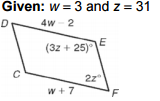 Given: w = 3 and z = 31
D
4w - 2
(3z + 25)°
E
C
2z°
w + 7
F